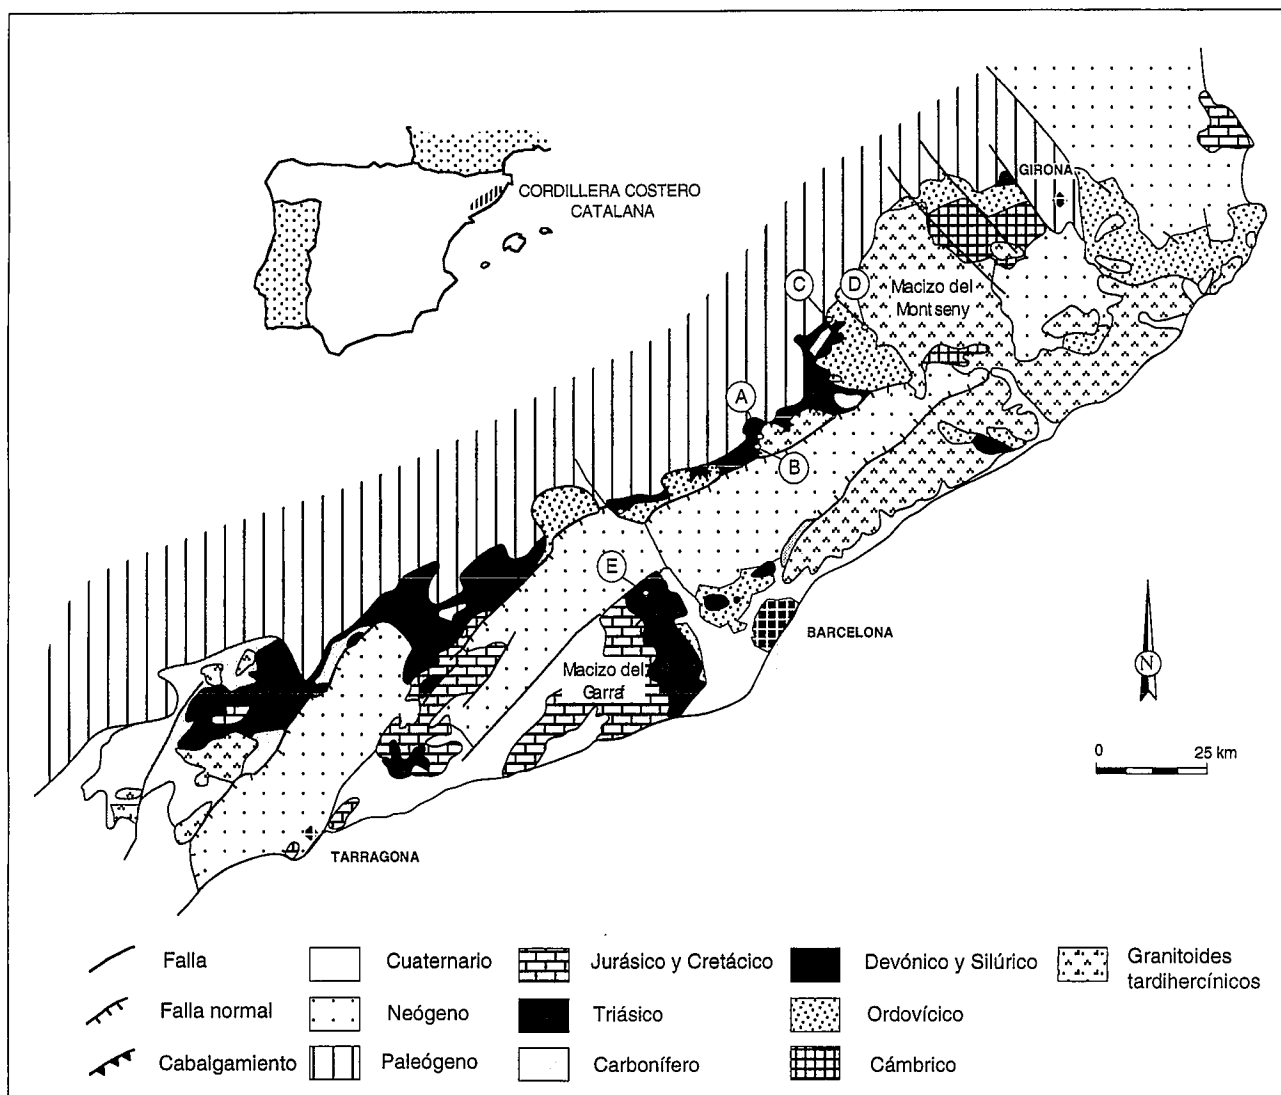 CORDILLERA COSTERO
CATALANA
GIRONA
C
D
Macizo del
Montseny
A
B
E
BARCELONA
Macizo del
Garraf
N
0
25 km
TARRAGONA
Falla
Cuaternario
Jurásico y Cretácico
Devónico y Silúrico
Granitoides
tardihercínicos
Falla normal
Neógeno
Triásico
Ordovícico
Cabalgamiento
Paleógeno
Carbonífero
Cámbrico